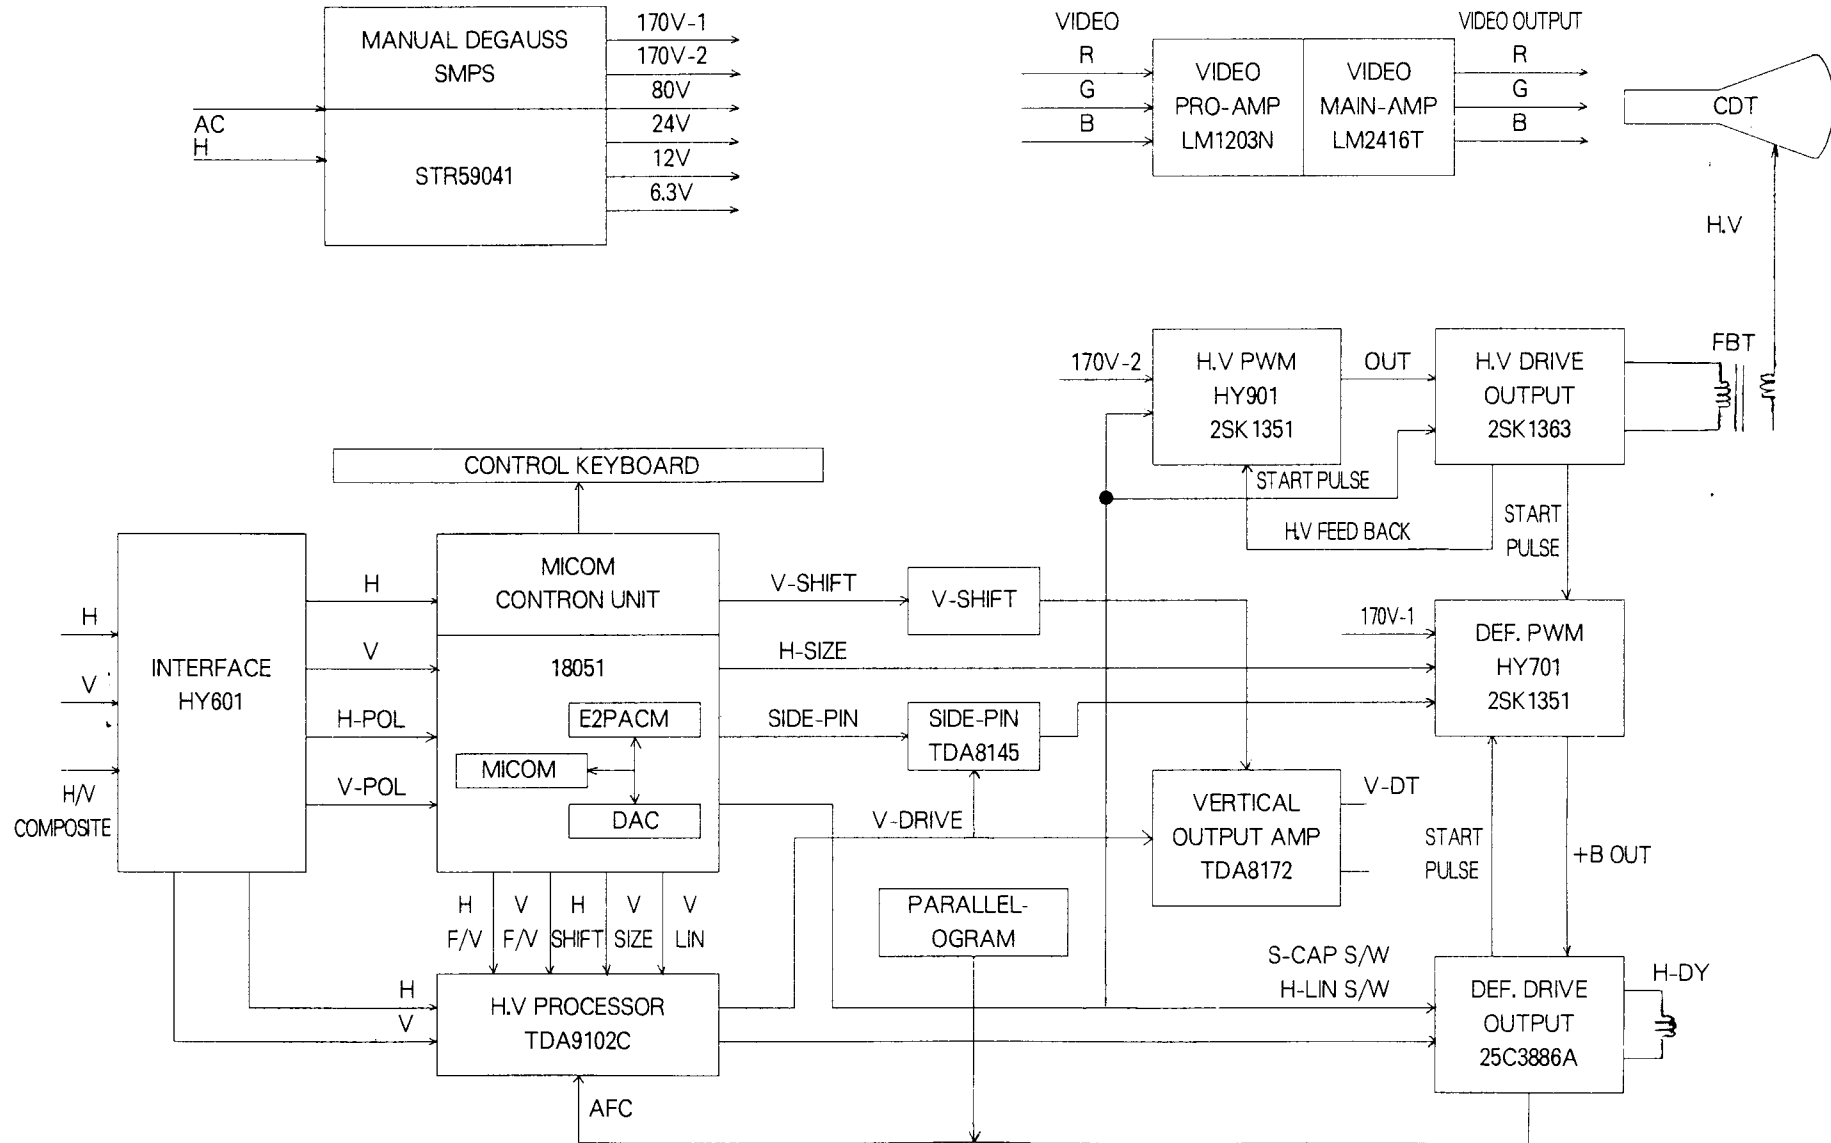 MANUAL DEGAUSS
SMPS
STR59041
AC
H
170V-1
170V-2
80V
24V
12V
6.3V
VIDEO
R
G
B
VIDEO
PRO-AMP
LM1203N
VIDEO
MAIN-AMP
LM2416T
VIDEO OUTPUT
R
G
B
CDT
H.V
FBT
170V-2
H.V PWM
HY901
2SK1351
OUT
H.V DRIVE
OUTPUT
2SK1363
START PULSE
H.V FEED BACK
START
PULSE
CONTROL KEYBOARD
H
V
H/V
COMPOSITE
INTERFACE
HY601
H
V
H-POL
V-POL
MICOM
CONTRON UNIT
18051
E2PACM
MICOM
DAC
V-SHIFT
V-SHIFT
H-SIZE
SIDE-PIN
SIDE-PIN
TDA8145
170V-1
DEF. PWM
HY701
2SK1351
V-DRIVE
VERTICAL
OUTPUT AMP
TDA8172
V-DT
START
PULSE
+B OUT
H
F/V
V
F/V
H
SHIFT
V
SIZE
V
LIN
PARALLEL-
OGRAM
H
V
H.V PROCESSOR
TDA9102C
S-CAP S/W
H-LIN S/W
DEF. DRIVE
OUTPUT
25C3886A
H-DY
AFC